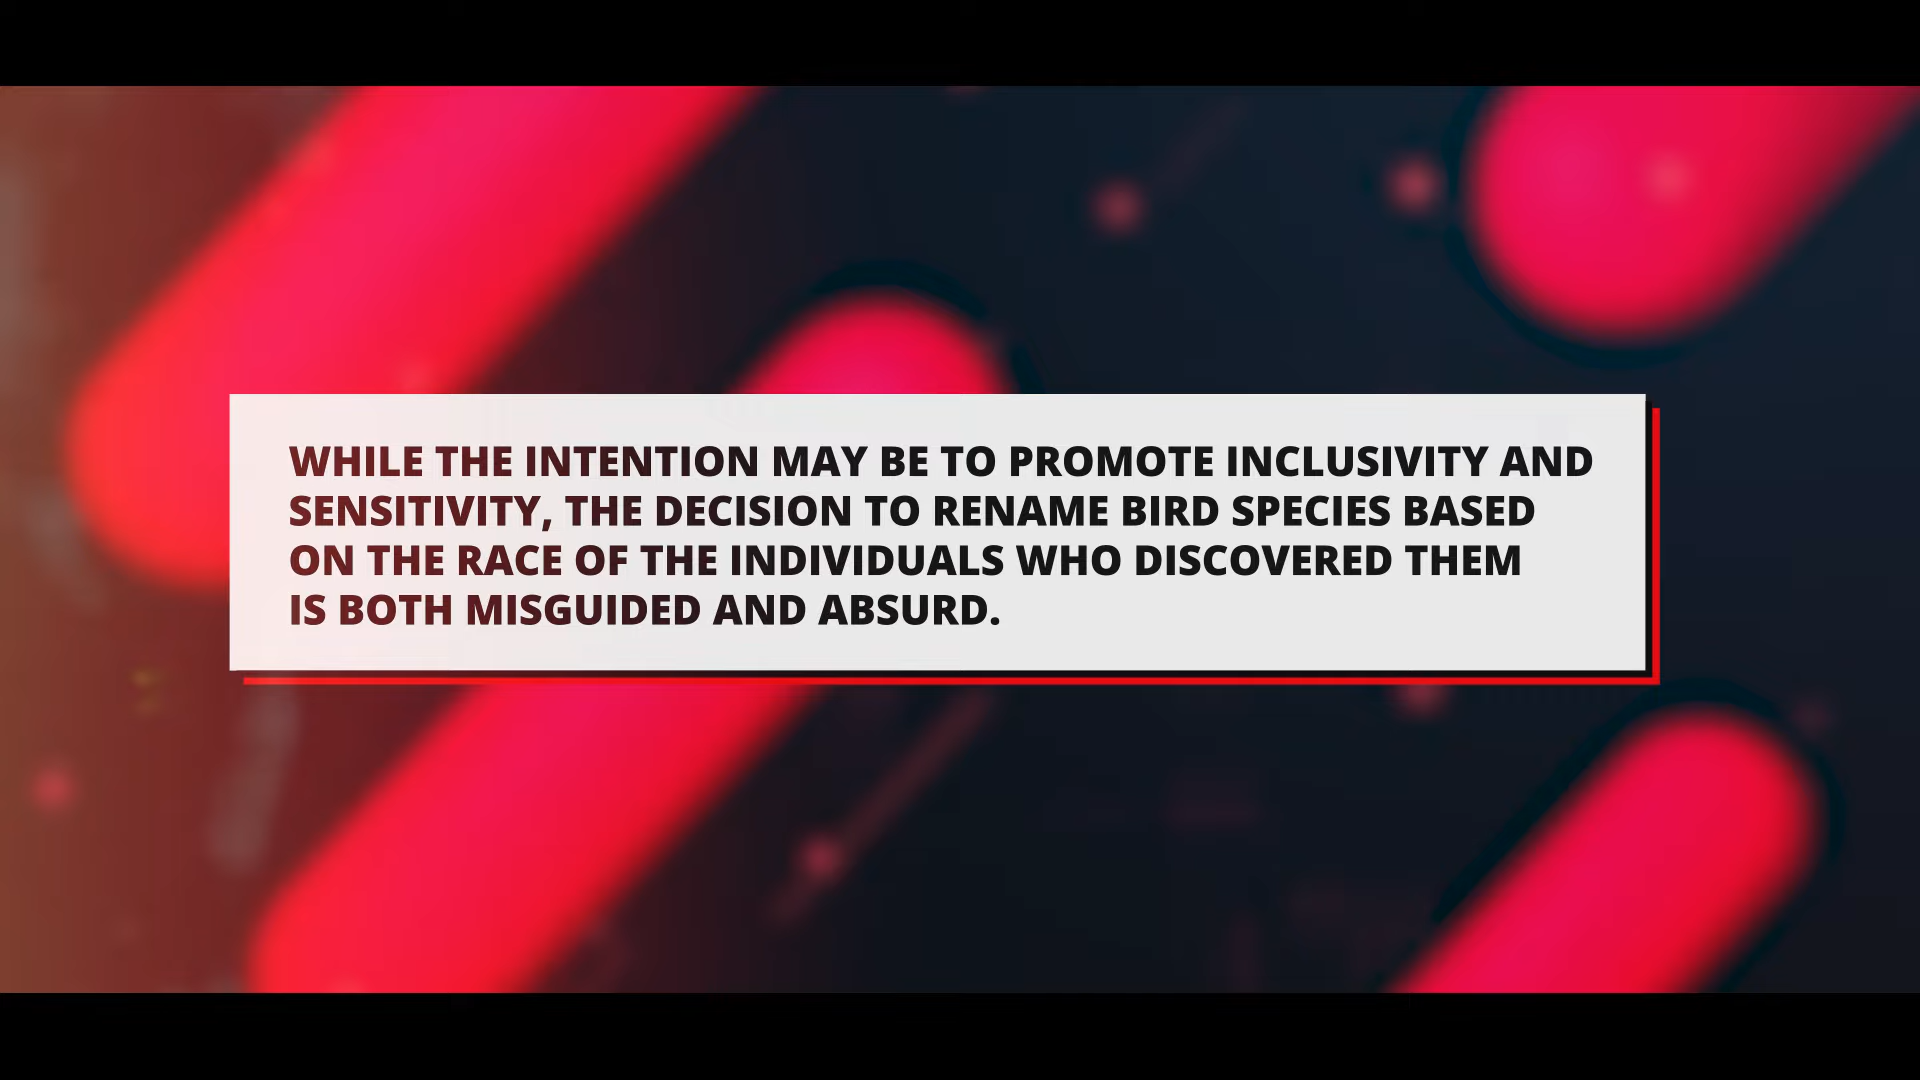 WHILE THE INTENTION MAY BE TO PROMOTE INCLUSIVITY AND
SENSITIVITY, THE DECISION TO RENAME BIRD SPECIES BASED
ON THE RACE OF THE INDIVIDUALS WHO DISCOVERED THEM
IS BOTH MISGUIDED AND ABSURD.